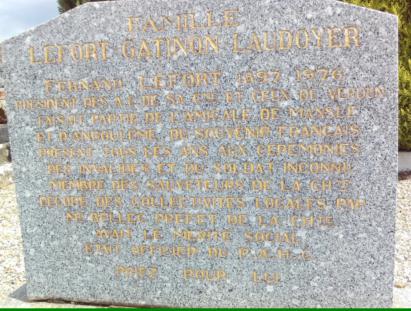 FAMILLE
LEFORT GATINON LAUDOYER
FERNAND LEFORT 1897 1976
PRESIDENT DES A.C. DE SA CIE ET CEUX DE VERDUN
FAISAIT PARTIE DE L'AMICALE DE MANSLE
ET D'ANGOULEME DU SOUVENIR FRANCAIS
PRESENT TOUS LES ANS AUX CEREMONIES
DES INVALIDES ET DU SOLDAT INCONNU
MEMBRE DES SAUVETEURS DE LA CHTE
DECORE DES COLLECTIVITES LOCALES PAR
PREFET DE LA CHTE
AVAIT LE MERITE SOCIAL
ETAIT OFFICIER DU
PRIEZ POUR LUI